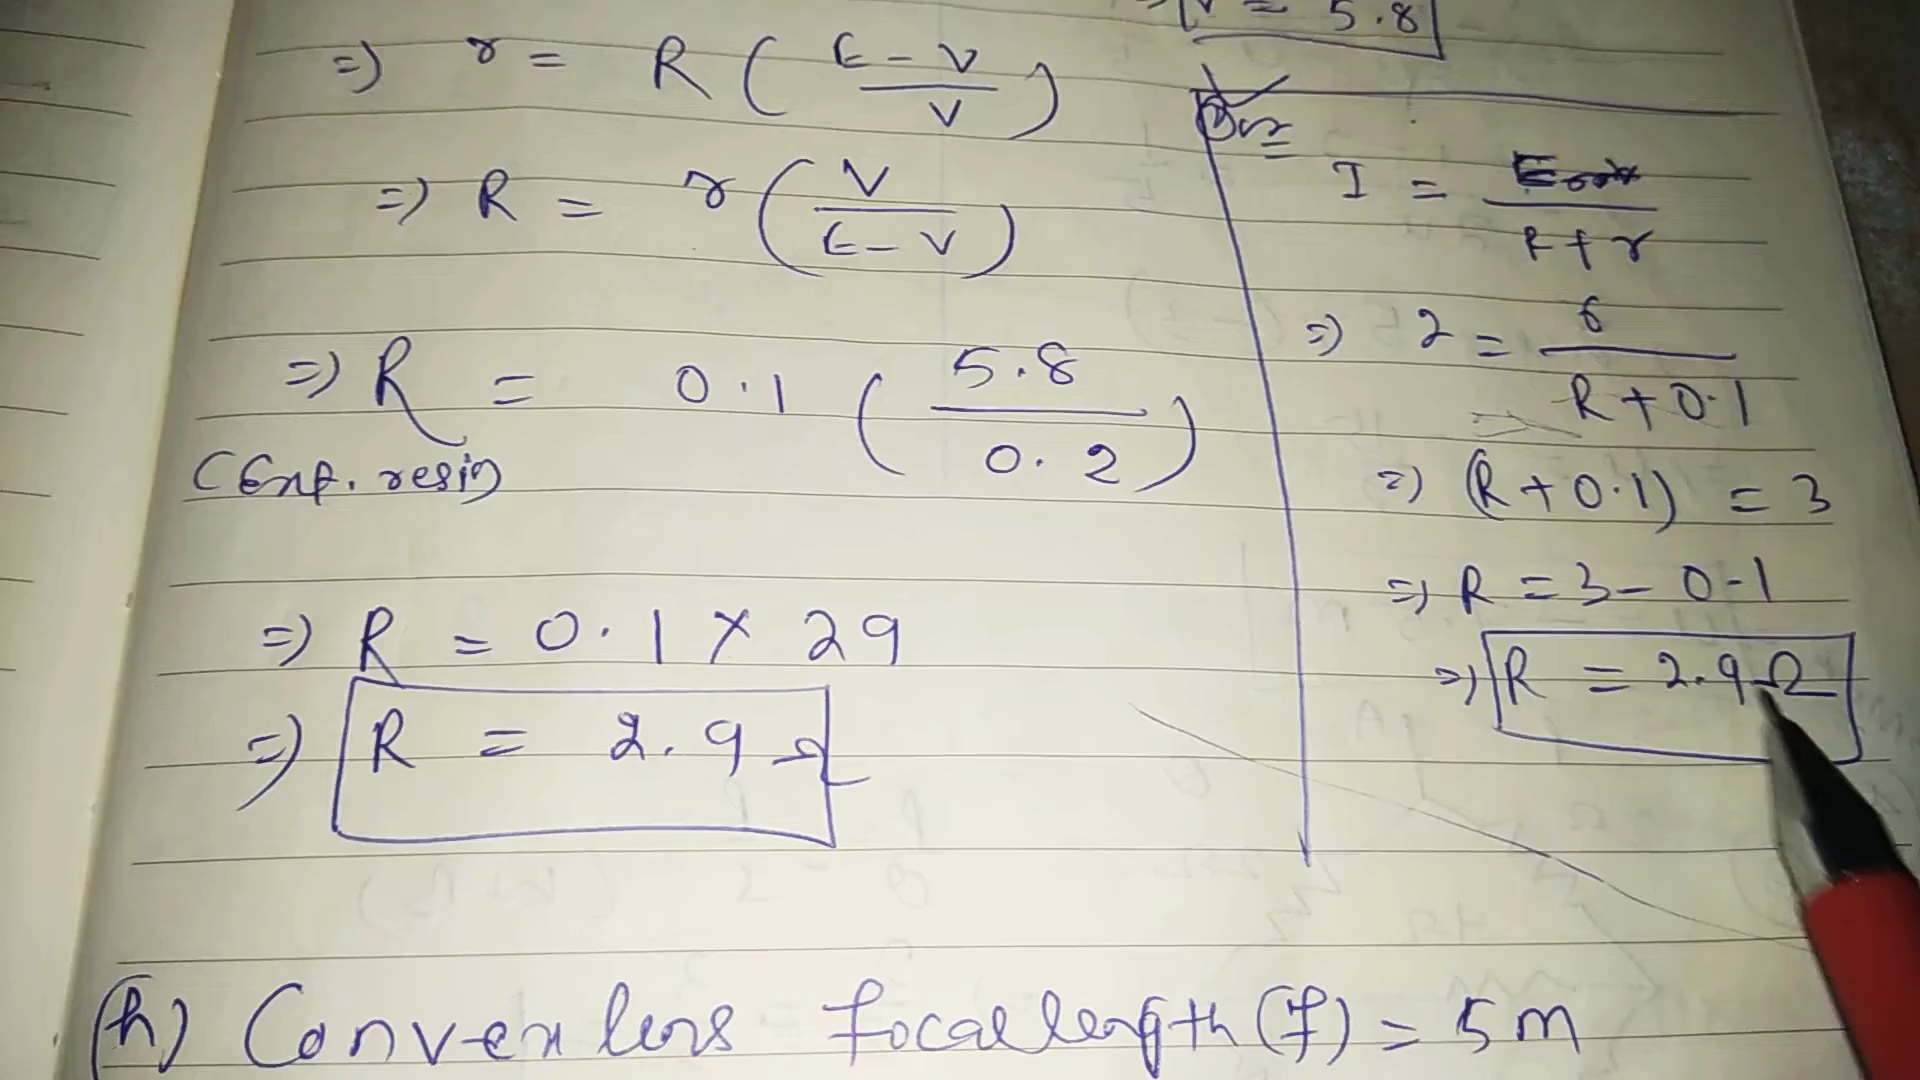 =) r = R ( E - V / V )
=) R = r ( V / E - V )
=) R = 0.1 ( 5.8 / 0.2 )
(Ext. resis)
=) R = 0.1 X 29
=) R = 2.9 Ω
V = 5.8
I = E / R + r
=) 2 = 6 / R + 0.1
=) (R + 0.1) = 3
=) R = 3 - 0.1
=) R = 2.9 Ω
(h) Convex lens focal length (f) = 5 m